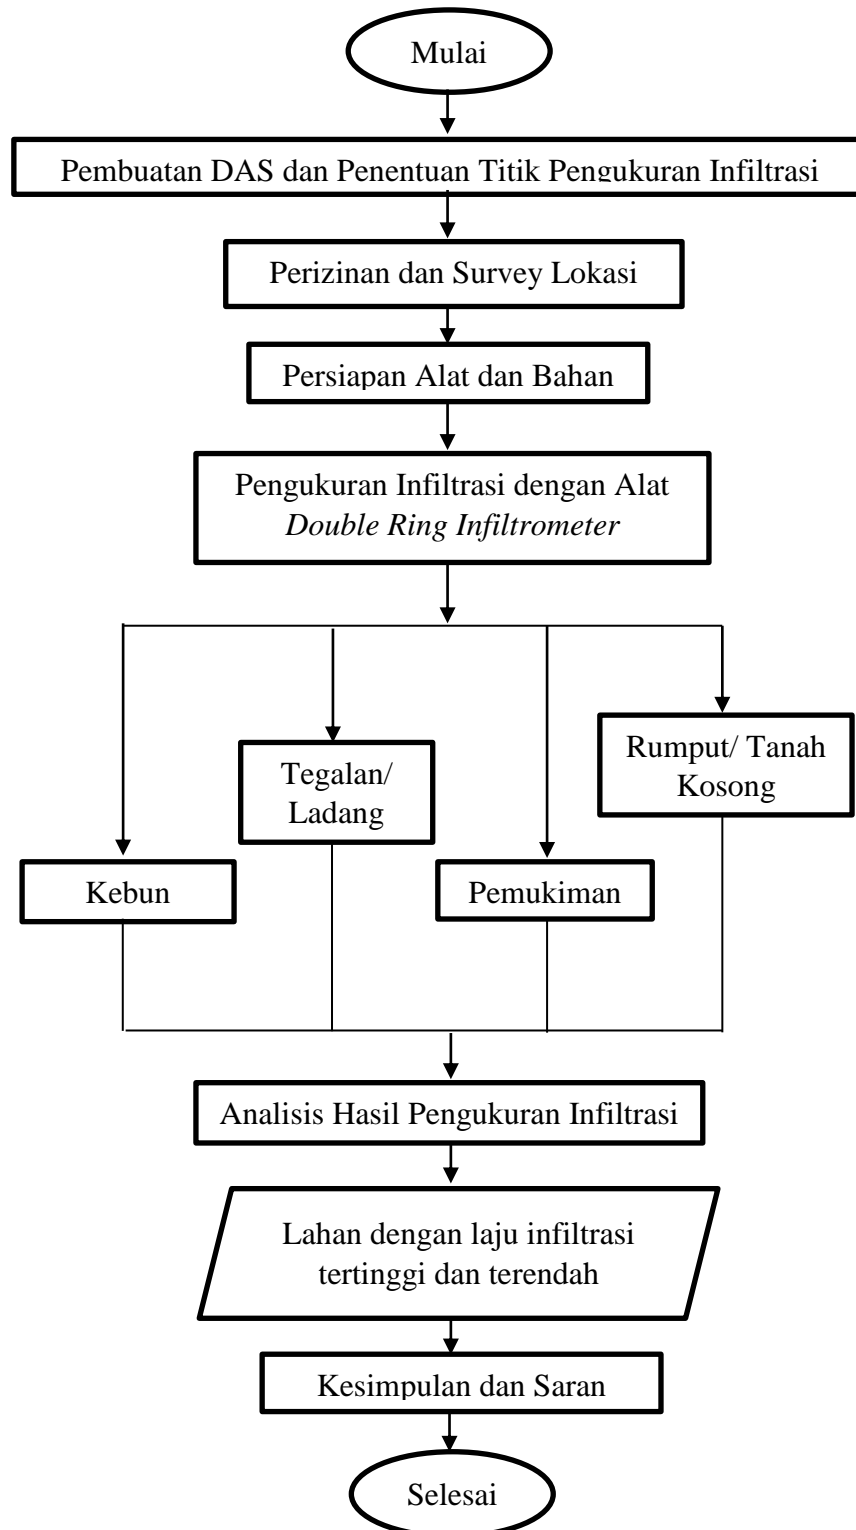 Mulai
Pembuatan DAS dan Penentuan Titik Pengukuran Infiltrasi
Perizinan dan Survey Lokasi
Persiapan Alat dan Bahan
Pengukuran Infiltrasi dengan Alat
Double Ring Infiltrometer
Kebun
Tegalan/
Ladang
Pemukiman
Rumput/ Tanah
Kosong
Analisis Hasil Pengukuran Infiltrasi
Lahan dengan laju infiltrasi
tertinggi dan terendah
Kesimpulan dan Saran
Selesai